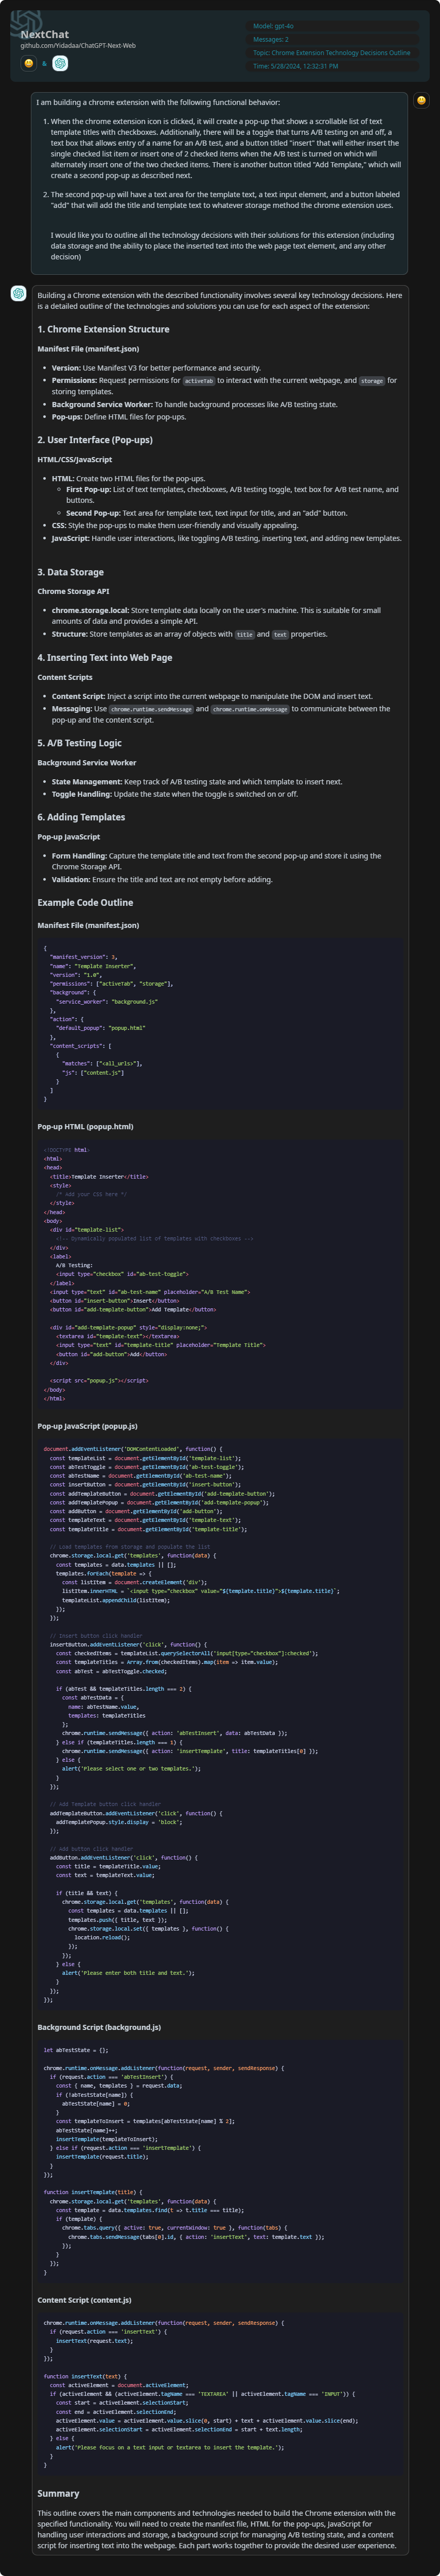 NextChat
github.com/Yidadaa/ChatGPT-Next-Web
&
Model: gpt-4o
Messages: 2
Topic: Chrome Extension Technology Decisions Outline
Time: 5/28/2024, 12:32:31 PM
I am building a chrome extension with the following functional behavior:
1. When the chrome extension icon is clicked, it will create a pop-up that shows a scrollable list of text
template titles with checkboxes. Additionally, there will be a toggle that turns A/B testing on and off, a
text box that allows entry of a name for an A/B test, and a button titled "insert" that will either insert the
single checked list item or insert one of 2 checked items when the A/B test is turned on which will
alternately insert one of the two checked items. There is another button titled "Add Template," which will
create a second pop-up as described next.
2. The second pop-up will have a text area for the template text, a text input element, and a button labeled
"add" that will add the title and template text to whatever storage method the chrome extension uses.
I would like you to outline all the technology decisions with their solutions for this extension (including
data storage and the ability to place the inserted text into the web page text element, and any other
decision)
Building a Chrome extension with the described functionality involves several key technology decisions. Here
is a detailed outline of the technologies and solutions you can use for each aspect of the extension:
1. Chrome Extension Structure
Manifest File (manifest.json)
• Version: Use Manifest V3 for better performance and security.
• Permissions: Request permissions for activeTab to interact with the current webpage, and storage for
storing templates.
• Background Service Worker: To handle background processes like A/B testing state.
• Pop-ups: Define HTML files for pop-ups.
2. User Interface (Pop-ups)
HTML/CSS/JavaScript
• HTML: Create two HTML files for the pop-ups.
◦ First Pop-up: List of text templates, checkboxes, A/B testing toggle, text box for A/B test name, and
buttons.
◦ Second Pop-up: Text area for template text, text input for title, and an "add" button.
• CSS: Style the pop-ups to make them user-friendly and visually appealing.
• JavaScript: Handle user interactions, like toggling A/B testing, inserting text, and adding new templates.
3. Data Storage
Chrome Storage API
• chrome.storage.local: Store template data locally on the user's machine. This is suitable for small
amounts of data and provides a simple API.
• Structure: Store templates as an array of objects with title and text properties.
4. Inserting Text into Web Page
Content Scripts
• Content Script: Inject a script into the current webpage to manipulate the DOM and insert text.
• Messaging: Use chrome.runtime.sendMessage and chrome.runtime.onMessage to communicate between the
pop-up and the content script.
5. A/B Testing Logic
Background Service Worker
• State Management: Keep track of A/B testing state and which template to insert next.
• Toggle Handling: Update the state when the toggle is switched on or off.
6. Adding Templates
Pop-up JavaScript
• Form Handling: Capture the template title and text from the second pop-up and store it using the
Chrome Storage API.
• Validation: Ensure the title and text are not empty before adding.
Example Code Outline
Manifest File (manifest.json)
{
"manifest_version": 3,
"name": "Template Inserter",
"version": "1.0",
"permissions": ["activeTab", "storage"],
"background": {
"service_worker": "background.js"
},
"action": {
"default_popup": "popup.html"
},
"content_scripts": [
{
"matches": ["<all_urls>"],
"js": ["content.js"]
}
]
}
Pop-up HTML (popup.html)
<!DOCTYPE html>
<html>
<head>
<title>Template Inserter</title>
<style>
/* Add your CSS here */
</style>
</head>
<body>
<div id="template-list">
<!-- Dynamically populated list of templates with checkboxes -->
</div>
<label>
A/B Testing:
<input type="checkbox" id="ab-test-toggle">
</label>
<input type="text" id="ab-test-name" placeholder="A/B Test Name">
<button id="insert-button">Insert</button>
<button id="add-template-button">Add Template</button>
<div id="add-template-popup" style="display:none;">
<textarea id="template-text"></textarea>
<input type="text" id="template-title" placeholder="Template Title">
<button id="add-button">Add</button>
</div>
<script src="popup.js"></script>
</body>
</html>
Pop-up JavaScript (popup.js)
document.addEventListener('DOMContentLoaded', function() {
const templateList = document.getElementById('template-list');
const abTestToggle = document.getElementById('ab-test-toggle');
const abTestName = document.getElementById('ab-test-name');
const insertButton = document.getElementById('insert-button');
const addTemplateButton = document.getElementById('add-template-button');
const addTemplatePopup = document.getElementById('add-template-popup');
const addButton = document.getElementById('add-button');
const templateText = document.getElementById('template-text');
const templateTitle = document.getElementById('template-title');
// Load templates from storage and populate the list
chrome.storage.local.get('templates', function(data) {
const templates = data.templates || [];
templates.forEach(template => {
const listItem = document.createElement('div');
listItem.innerHTML = `<input type="checkbox" value="${template.title}">${template.title}`;
templateList.appendChild(listItem);
});
});
// Insert button click handler
insertButton.addEventListener('click', function() {
const checkedItems = templateList.querySelectorAll('input[type="checkbox"]:checked');
const templateTitles = Array.from(checkedItems).map(item => item.value);
const abTest = abTestToggle.checked;
if (abTest && templateTitles.length === 2) {
const abTestData = {
name: abTestName.value,
templates: templateTitles
};
chrome.runtime.sendMessage({ action: 'abTestInsert', data: abTestData });
} else if (templateTitles.length === 1) {
chrome.runtime.sendMessage({ action: 'insertTemplate', title: templateTitles[0] });
} else {
alert('Please select one or two templates.');
}
});
// Add Template button click handler
addTemplateButton.addEventListener('click', function() {
addTemplatePopup.style.display = 'block';
});
// Add button click handler
addButton.addEventListener('click', function() {
const title = templateTitle.value;
const text = templateText.value;
if (title && text) {
chrome.storage.local.get('templates', function(data) {
const templates = data.templates || [];
templates.push({ title, text });
chrome.storage.local.set({ templates }, function() {
location.reload();
});
});
} else {
alert('Please enter both title and text.');
}
});
});
Background Script (background.js)
let abTestState = {};
chrome.runtime.onMessage.addListener(function(request, sender, sendResponse) {
if (request.action === 'abTestInsert') {
const { name, templates } = request.data;
if (!abTestState[name]) {
abTestState[name] = 0;
}
const templateToInsert = templates[abTestState[name] % 2];
abTestState[name]++;
insertTemplate(templateToInsert);
} else if (request.action === 'insertTemplate') {
insertTemplate(request.title);
}
});
function insertTemplate(title) {
chrome.storage.local.get('templates', function(data) {
const template = data.templates.find(t => t.title === title);
if (template) {
chrome.tabs.query({ active: true, currentWindow: true }, function(tabs) {
chrome.tabs.sendMessage(tabs[0].id, { action: 'insertText', text: template.text });
});
}
});
}
Content Script (content.js)
chrome.runtime.onMessage.addListener(function(request, sender, sendResponse) {
if (request.action === 'insertText') {
insertText(request.text);
}
});
function insertText(text) {
const activeElement = document.activeElement;
if (activeElement && (activeElement.tagName === 'TEXTAREA' || activeElement.tagName === 'INPUT')) {
const start = activeElement.selectionStart;
const end = activeElement.selectionEnd;
activeElement.value = activeElement.value.slice(0, start) + text + activeElement.value.slice(end);
activeElement.selectionStart = activeElement.selectionEnd = start + text.length;
} else {
alert('Please focus on a text input or textarea to insert the template.');
}
}
Summary
This outline covers the main components and technologies needed to build the Chrome extension with the
specified functionality. You will need to create the manifest file, HTML for the pop-ups, JavaScript for
handling user interactions and storage, a background script for managing A/B testing state, and a content
script for inserting text into the webpage. Each part works together to provide the desired user experience.